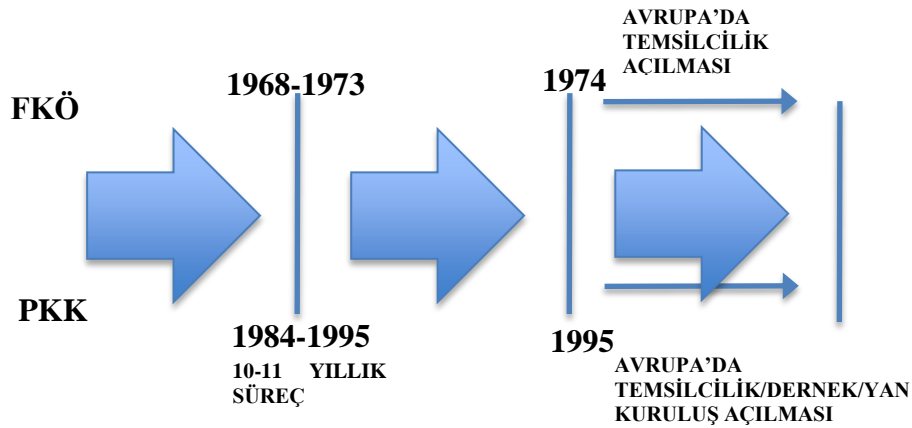 AVRUPA’DA
TEMSİLCİLİK
AÇILMASI
1968-1973
1974
FKÖ
PKK
1984-1995
10-11 YILLIK
SÜREÇ
1995
AVRUPA’DA
TEMSİLCİLİK/DERNEK/YAN
KURULUŞ AÇILMASI